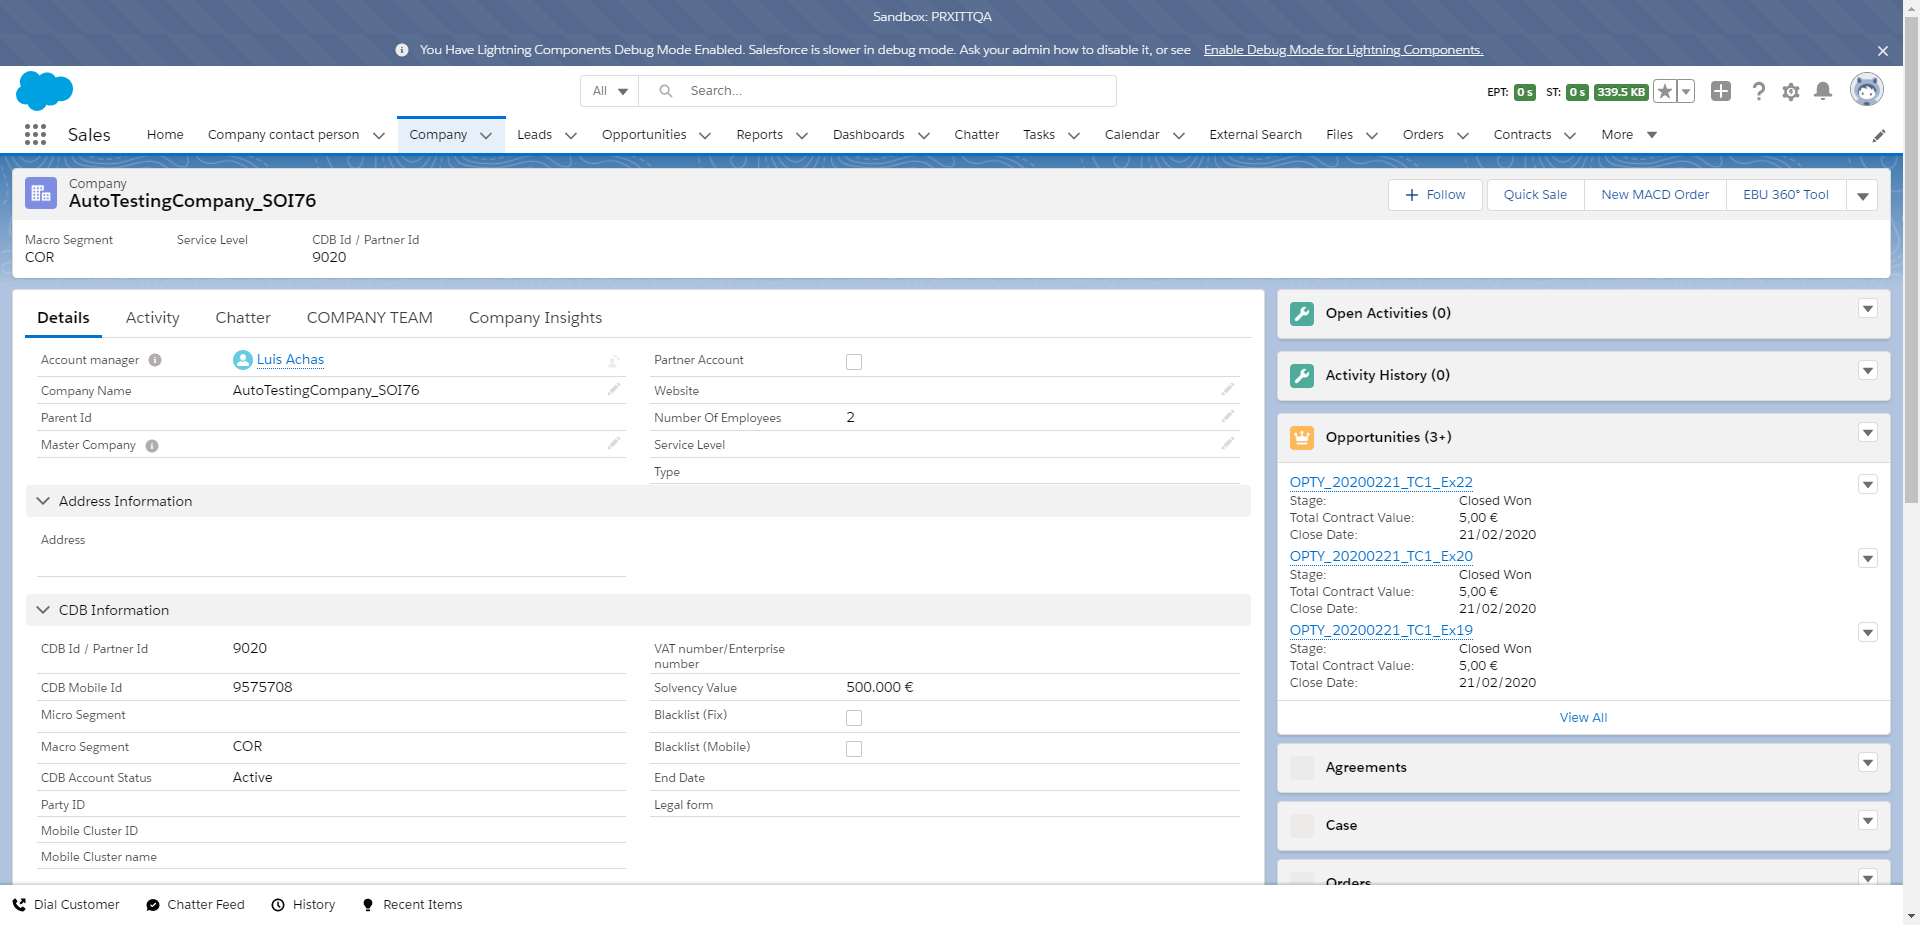 Sandbox: PRXITTQA
You Have Lightning Components Debug Mode Enabled. Salesforce is slower in debug mode. Ask your admin how to disable it, or see Enable Debug Mode for Lightning Components.
All Search...
EPT: 0 s ST: 0 s 339.5 KB
Sales Home Company contact person Company Leads Opportunities Reports Dashboards Chatter Tasks Calendar External Search Files Orders Contracts More
Company
AutoTestingCompany_SOI76
Follow Quick Sale New MACD Order EBU 360° Tool
Macro Segment Service Level CDB Id / Partner Id
COR 9020
Details Activity Chatter COMPANY TEAM Company Insights
Account manager Luis Achas Partner Account
Company Name AutoTestingCompany_SOI76 Website
Parent Id Number Of Employees 2
Master Company Service Level
Type
Address Information
Address
CDB Information
CDB Id / Partner Id 9020 VAT number/Enterprise
number
CDB Mobile Id 9575708 Solvency Value 500.000 €
Micro Segment Blacklist (Fix)
Macro Segment COR Blacklist (Mobile)
CDB Account Status Active End Date
Party ID Legal form
Mobile Cluster ID
Mobile Cluster name
Open Activities (0)
Activity History (0)
Opportunities (3+)
OPTY_20200221_TC1_Ex22
Stage: Closed Won
Total Contract Value: 5,00 €
Close Date: 21/02/2020
OPTY_20200221_TC1_Ex20
Stage: Closed Won
Total Contract Value: 5,00 €
Close Date: 21/02/2020
OPTY_20200221_TC1_Ex19
Stage: Closed Won
Total Contract Value: 5,00 €
Close Date: 21/02/2020
View All
Agreements
Case
Orders
Dial Customer Chatter Feed History Recent Items